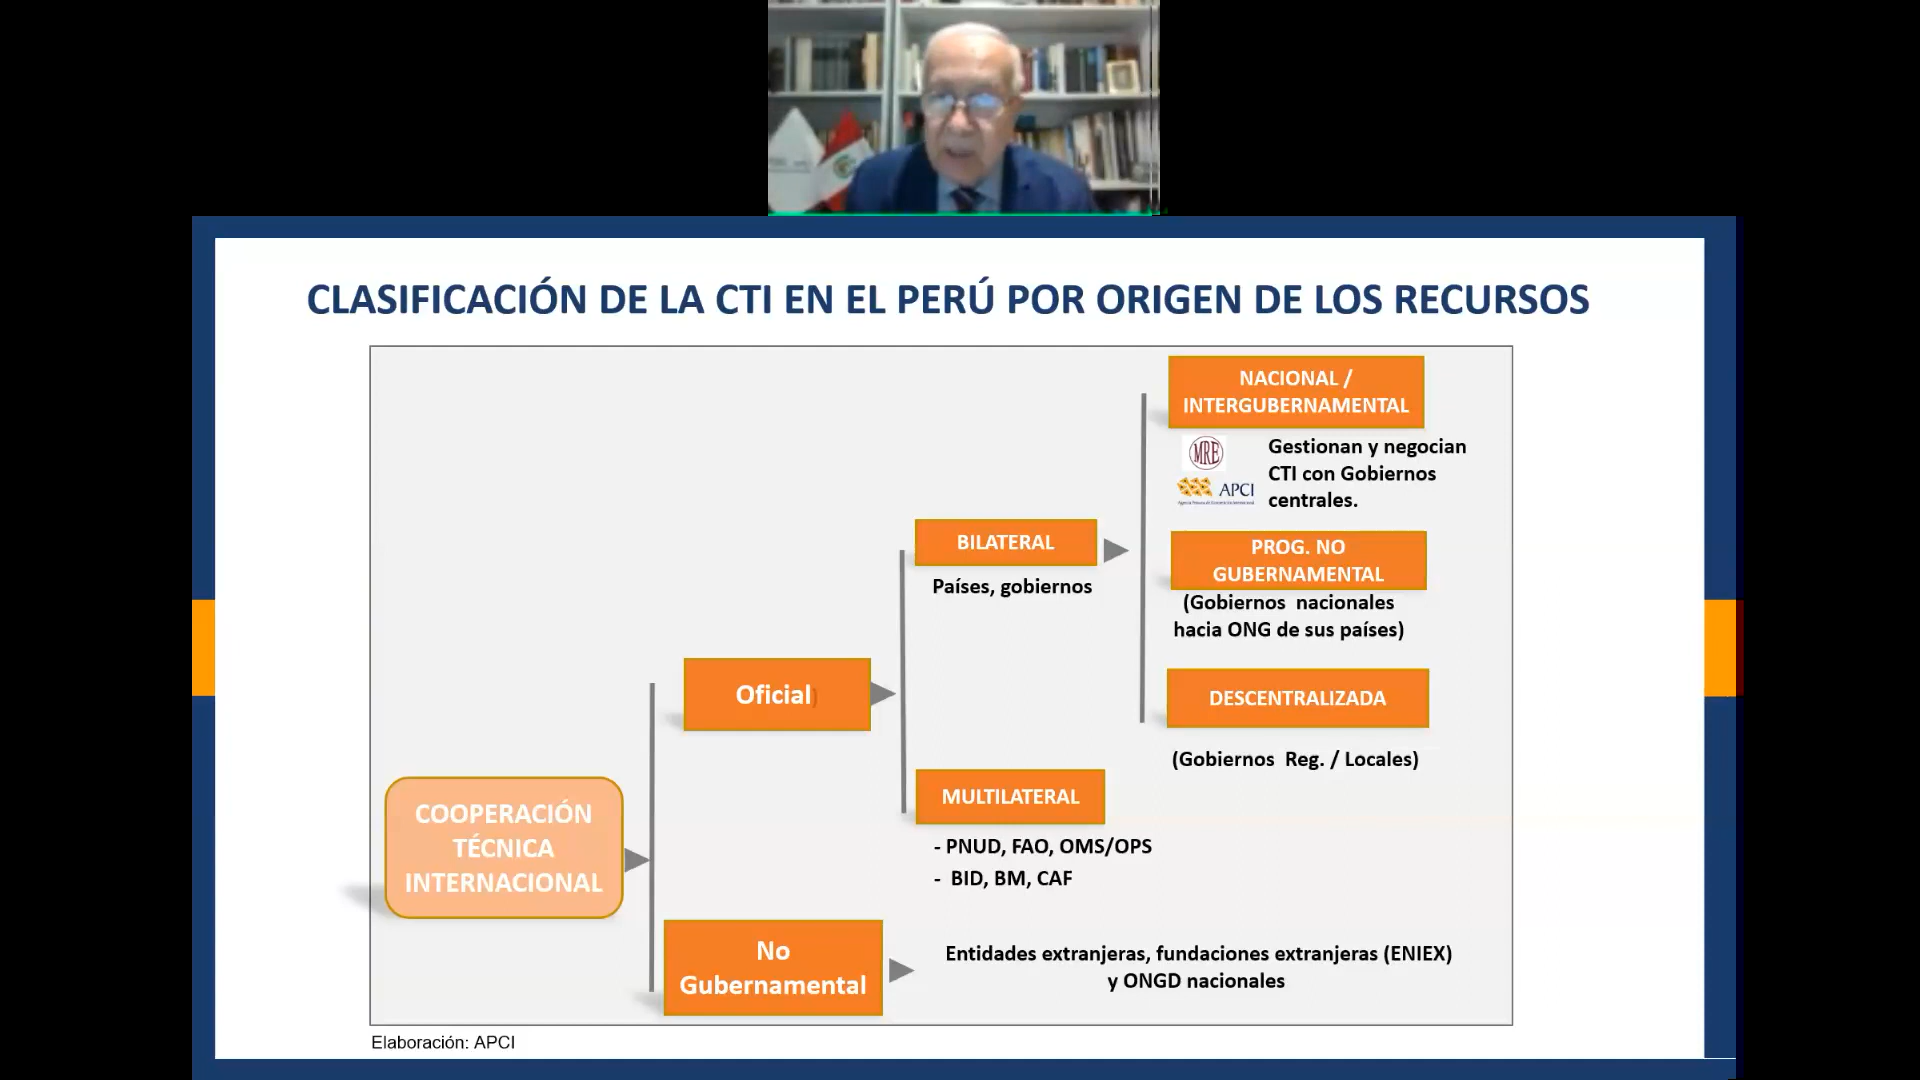 CLASIFICACIÓN DE LA CTI EN EL PERÚ POR ORIGEN DE LOS RECURSOS
NACIONAL /
INTERGUBERNAMENTAL
MRE
APCI
Gestionan y negocian
CTI con Gobiernos
centrales.
BILATERAL
Países, gobiernos
PROG. NO
GUBERNAMENTAL
(Gobiernos nacionales
hacia ONG de sus países)
Oficial)
DESCENTRALIZADA
(Gobiernos Reg. / Locales)
MULTILATERAL
- PNUD, FAO, OMS/OPS
- BID, BM, CAF
COOPERACIÓN
TÉCNICA
INTERNACIONAL
No
Gubernamental
Entidades extranjeras, fundaciones extranjeras (ENIEX)
y ONGD nacionales
Elaboración: APCI